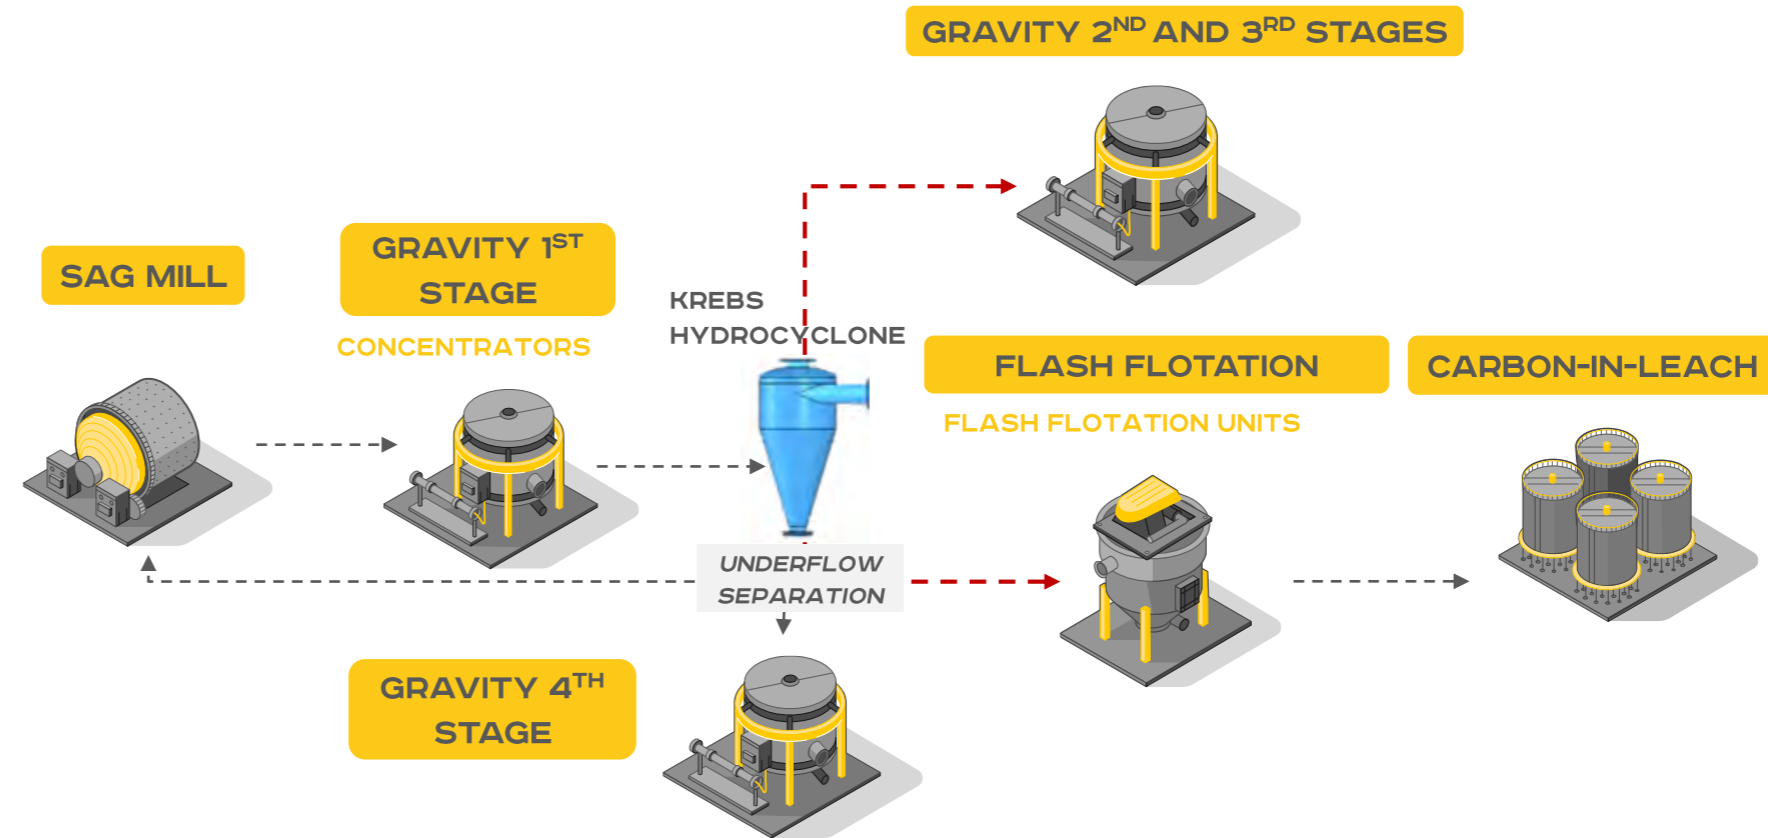 GRAVITY 2ND AND 3RD STAGES
SAG MILL
GRAVITY 1ST
STAGE
CONCENTRATORS
KREBS
HYDROCYCLONE
FLASH FLOTATION
FLASH FLOTATION UNITS
CARBON-IN-LEACH
UNDERFLOW
SEPARATION
GRAVITY 4TH
STAGE